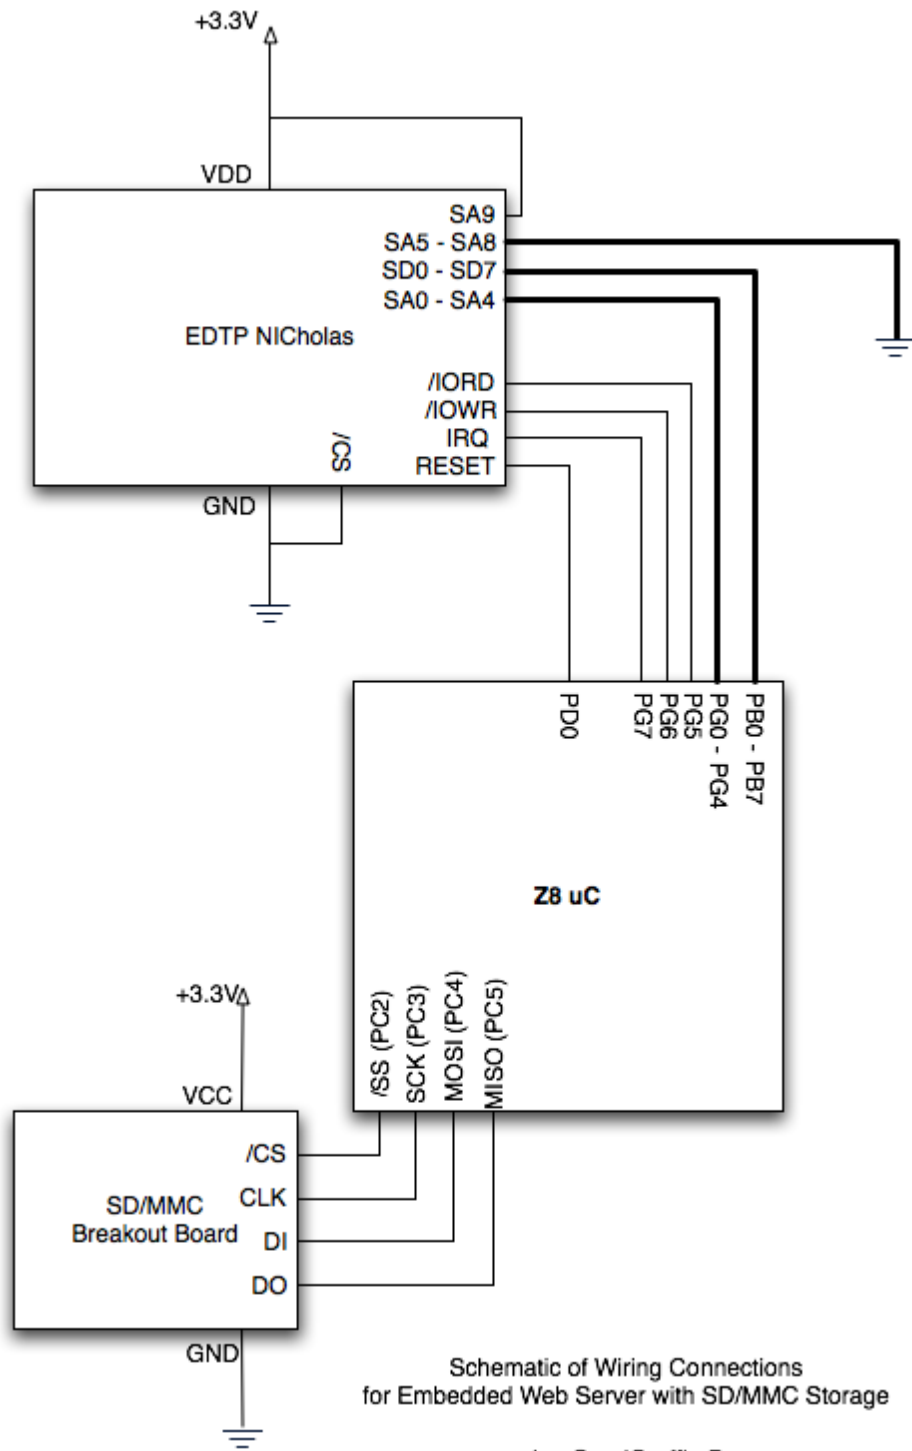 +3.3V
VDD
SA9
SA5 - SA8
SD0 - SD7
SA0 - SA4
EDTP NICholas
/IORD
/IOWR
IRQ
RESET
/CS
GND
PD0
PG7
PG6
PG5
PG0 - PG4
PB0 - PB7
Z8 uC
/SS (PC2)
SCK (PC3)
MOSI (PC4)
MISO (PC5)
+3.3V
VCC
/CS
CLK
SD/MMC
Breakout Board
DI
DO
GND
Schematic of Wiring Connections
for Embedded Web Server with SD/MMC Storage